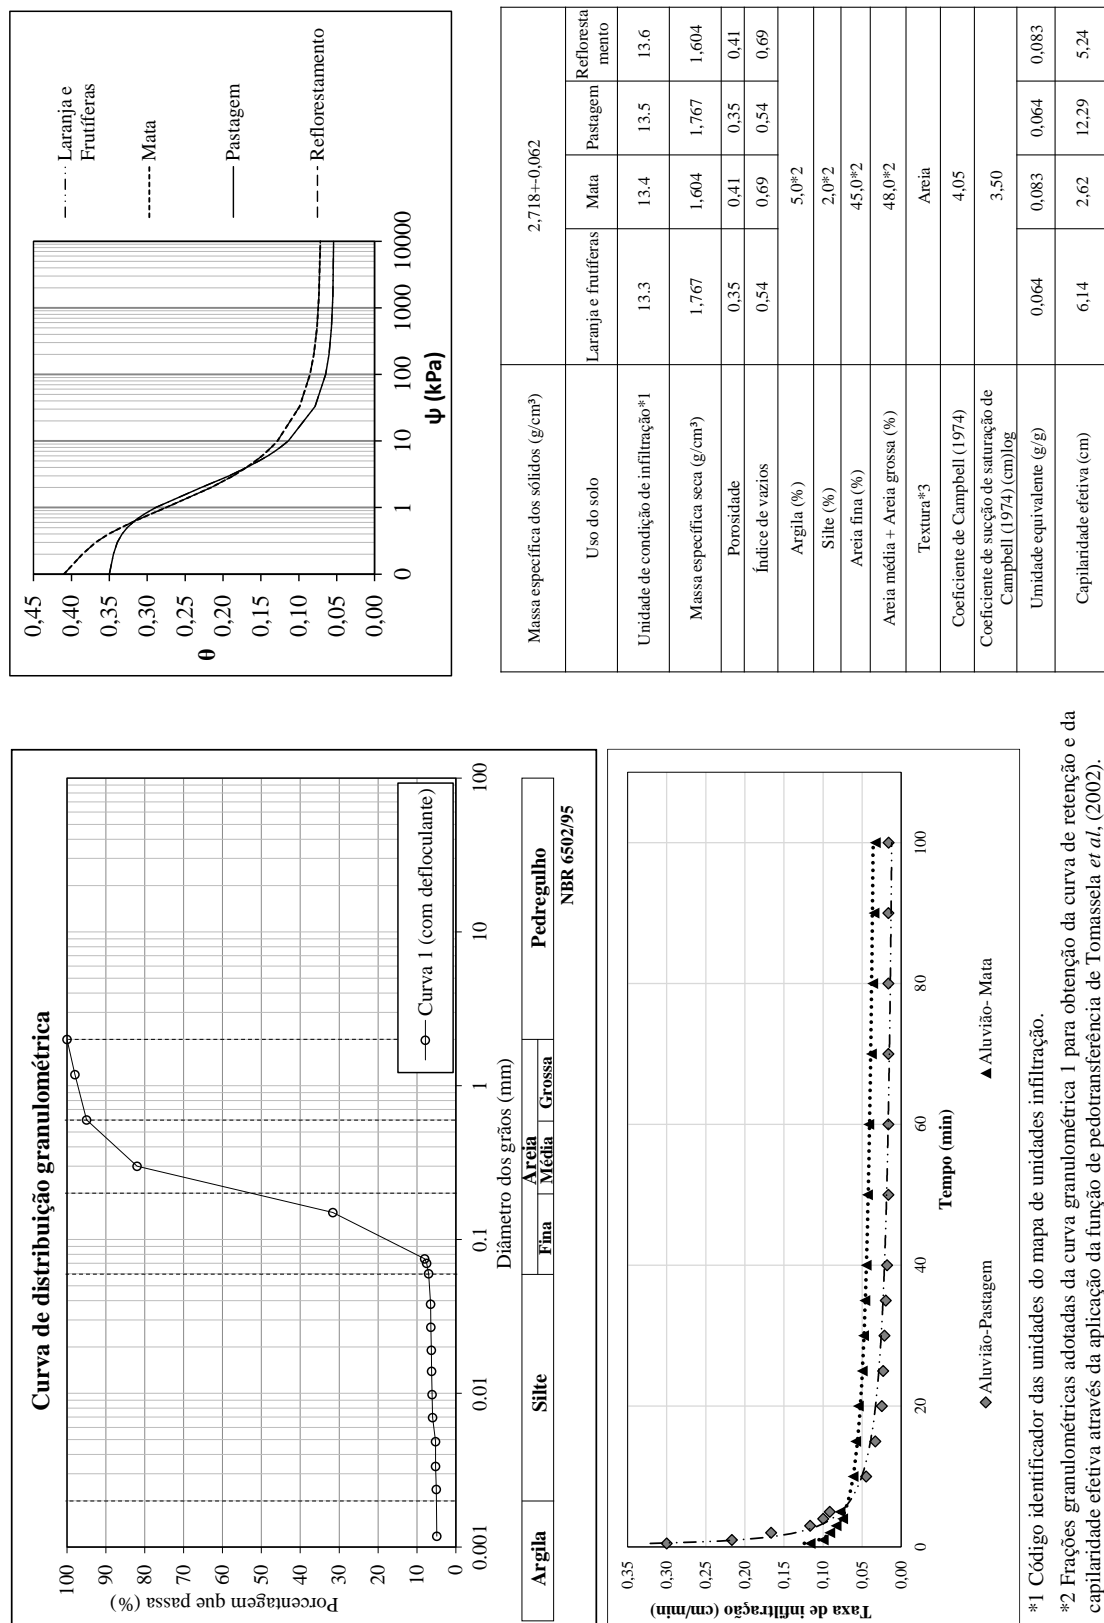 Curva de distribuição granulométrica
Porcentagem que passa (%)
100
90
80
70
60
50
40
30
20
10
0
0.001
0.01
0.1
1
10
100
Diâmetro dos grãos (mm)
Curva 1 (com defloculante)
Argila
Silte
Areia
Fina
Média
Grossa
Pedregulho
NBR 6502/95
θ
0,45
0,40
0,35
0,30
0,25
0,20
0,15
0,10
0,05
0,00
0
1
10
100
1000
10000
ψ (kPa)
Laranja e
Frutíferas
Mata
Pastagem
Reflorestamento
Taxa de infiltração (cm/min)
0,35
0,30
0,25
0,20
0,15
0,10
0,05
0,00
0
20
40
60
80
100
Tempo (min)
Aluvião-Pastagem
Aluvião- Mata
Massa específica dos sólidos (g/cm³) 2,718+-0,062
Uso do solo Laranja e frutíferas Mata Pastagem Refloresta
mento
Unidade de condição de infiltração*1 13.3 13.4 13.5 13.6
Massa específica seca (g/cm³) 1,767 1,604 1,767 1,604
Porosidade 0,35 0,41 0,35 0,41
Índice de vazios 0,54 0,69 0,54 0,69
Argila (%) 5,0*2
Silte (%) 2,0*2
Areia fina (%) 45,0*2
Areia média + Areia grossa (%) 48,0*2
Textura*3 Areia
Coeficiente de Campbell (1974) 4,05
Coeficiente de sucção de saturação de
Campbell (1974) (cm)log 3,50
Umidade equivalente (g/g) 0,064 0,083 0,064 0,083
Capilaridade efetiva (cm) 6,14 2,62 12,29 5,24
*1 Código identificador das unidades do mapa de unidades infiltração.
*2 Frações granulométricas adotadas da curva granulométrica 1 para obtenção da curva de retenção e da
capilaridade efetiva através da aplicação da função de pedotransferência de Tomassela et al, (2002).